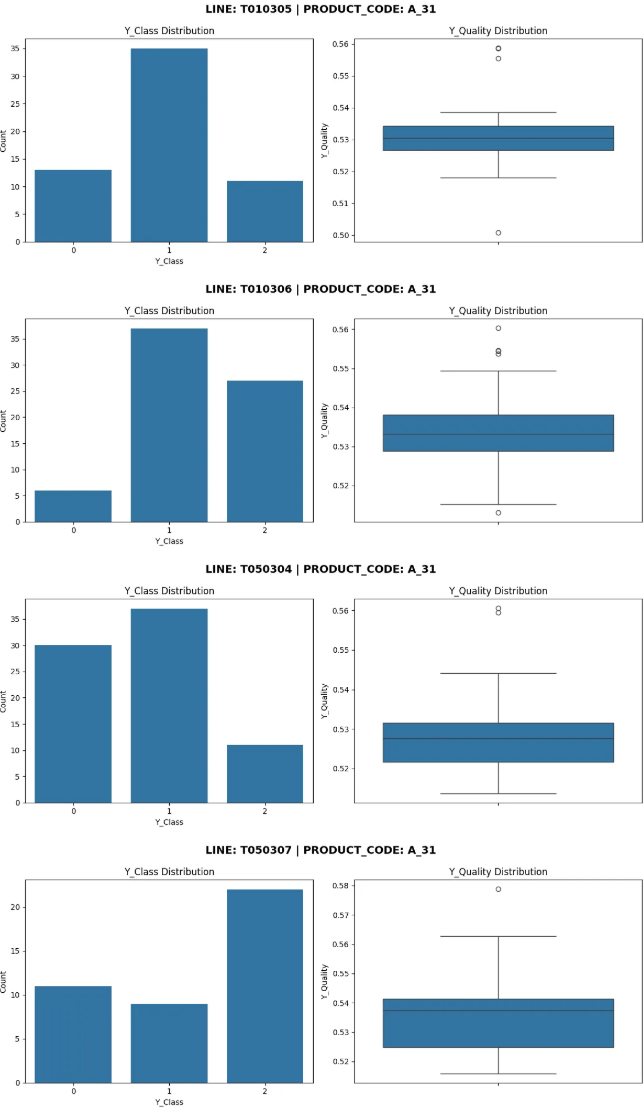 LINE: T010305 | PRODUCT_CODE: A_31
Y_Class Distribution
35
30
25
20
15
10
5
0
Count
0 1 2
Y_Class
Y_Quality Distribution
0.56
0.55
0.54
0.53
0.52
0.51
0.50
Y_Quality
LINE: T010306 | PRODUCT_CODE: A_31
Y_Class Distribution
35
30
25
20
15
10
5
0
Count
0 1 2
Y_Class
Y_Quality Distribution
0.56
0.55
0.54
0.53
0.52
Y_Quality
LINE: T050304 | PRODUCT_CODE: A_31
Y_Class Distribution
35
30
25
20
15
10
5
0
Count
0 1 2
Y_Class
Y_Quality Distribution
0.56
0.55
0.54
0.53
0.52
Y_Quality
LINE: T050307 | PRODUCT_CODE: A_31
Y_Class Distribution
20
15
10
5
0
Count
0 1 2
Y_Class
Y_Quality Distribution
0.58
0.57
0.56
0.55
0.54
0.53
0.52
Y_Quality